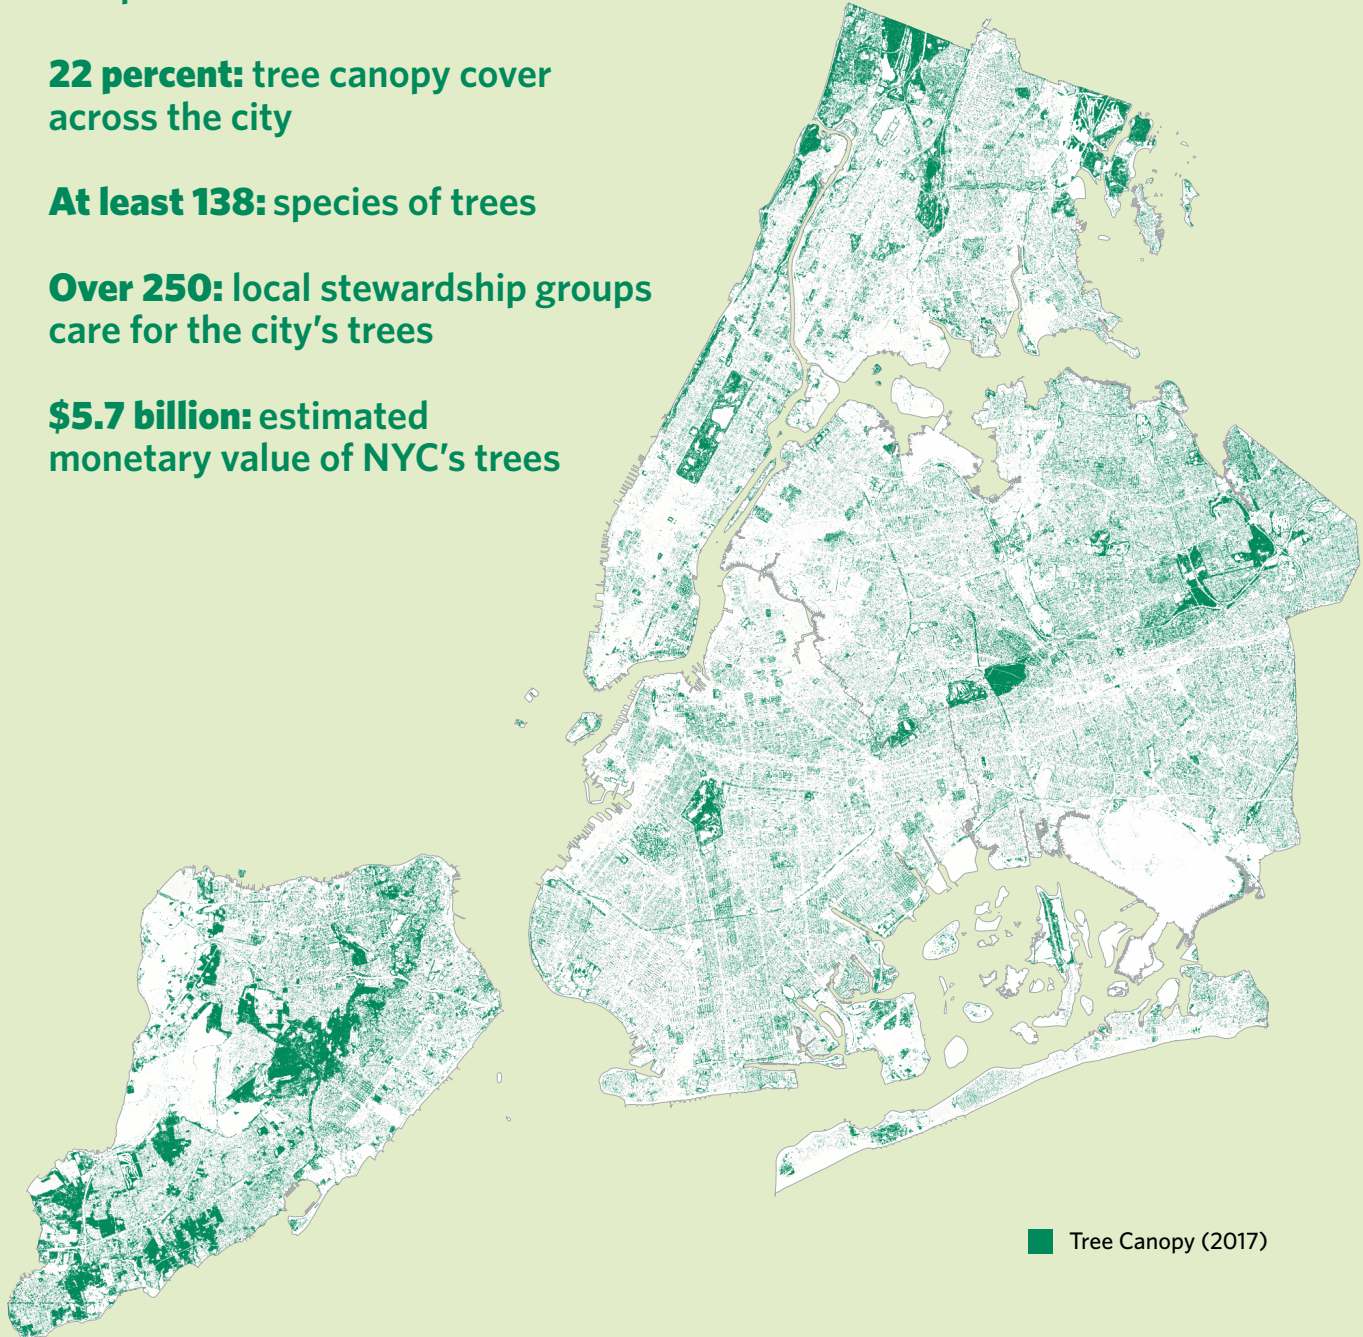 22 percent: tree canopy cover
across the city
At least 138: species of trees
Over 250: local stewardship groups
care for the city's trees
$5.7 billion: estimated
monetary value of NYC's trees
Tree Canopy (2017)